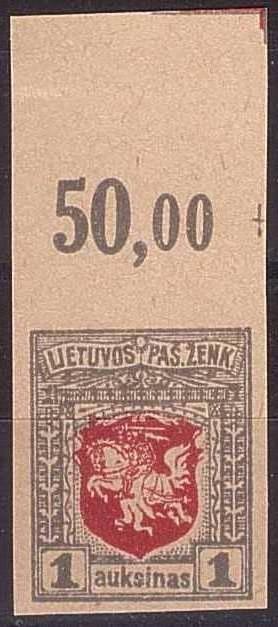 50,00
LIETUVOS PAŠ.ŽENK
1 auksinas 1